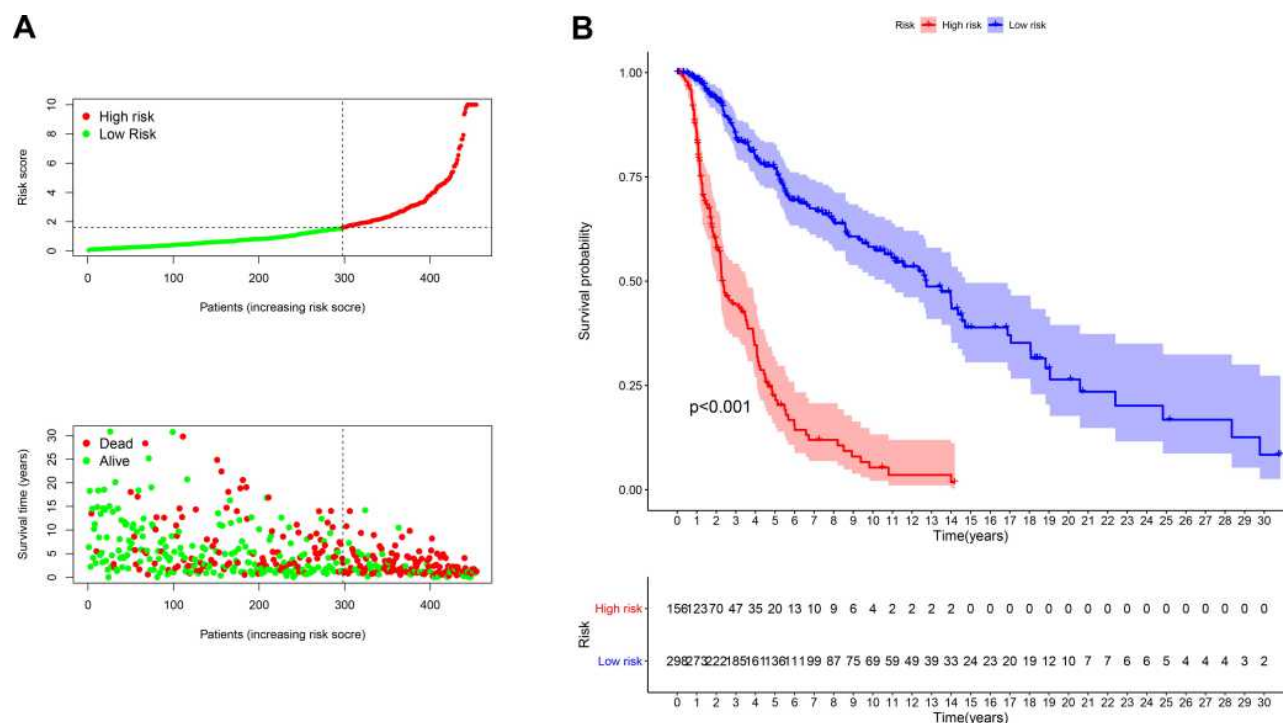 A
High risk
Low Risk
Risk score
0 2 4 6 8 10
0 100 200 300 400
Patients (increasing risk socre)
Dead
Alive
Survival time (years)
0 5 10 15 20 25 30
0 100 200 300 400
Patients (increasing risk socre)
B
Risk High risk Low risk
Survival probability
1.00
0.75
0.50
0.25
0.00
p<0.001
0 1 2 3 4 5 6 7 8 9 10 11 12 13 14 15 16 17 18 19 20 21 22 23 24 25 26 27 28 29 30
Time(years)
Risk
High risk 156 123 70 47 35 20 13 10 9 6 4 2 2 2 2 0 0 0 0 0 0 0 0 0 0 0 0 0 0 0 0
Low risk 298 273 222 185 161 136 111 99 87 75 69 59 49 39 33 24 23 20 19 12 10 7 7 6 6 5 4 4 4 3 2
0 1 2 3 4 5 6 7 8 9 10 11 12 13 14 15 16 17 18 19 20 21 22 23 24 25 26 27 28 29 30
Time(years)